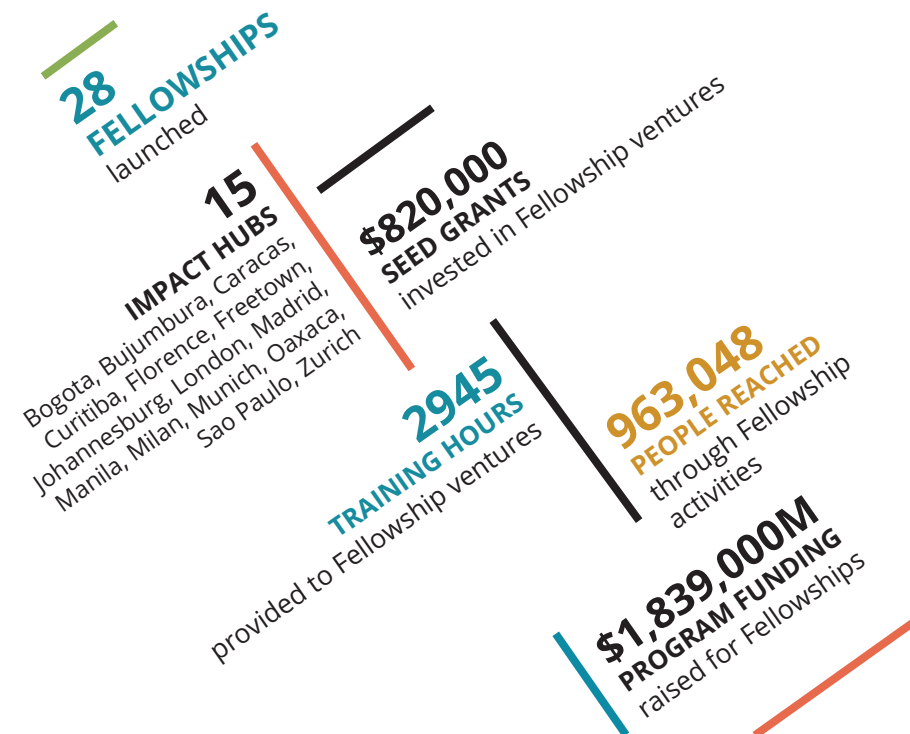 28
FELLOWSHIPS
launched
15
IMPACT HUBS
Bogota, Bujumbura, Caracas,
Curitiba, Florence, Freetown,
Johannesburg, London, Madrid,
Manila, Milan, Munich, Oaxaca,
Sao Paulo, Zurich
$820,000
SEED GRANTS
invested in Fellowship ventures
2945
TRAINING HOURS
provided to Fellowship ventures
963,048
PEOPLE REACHED
through Fellowship
activities
$1,839,000M
PROGRAM FUNDING
raised for Fellowships